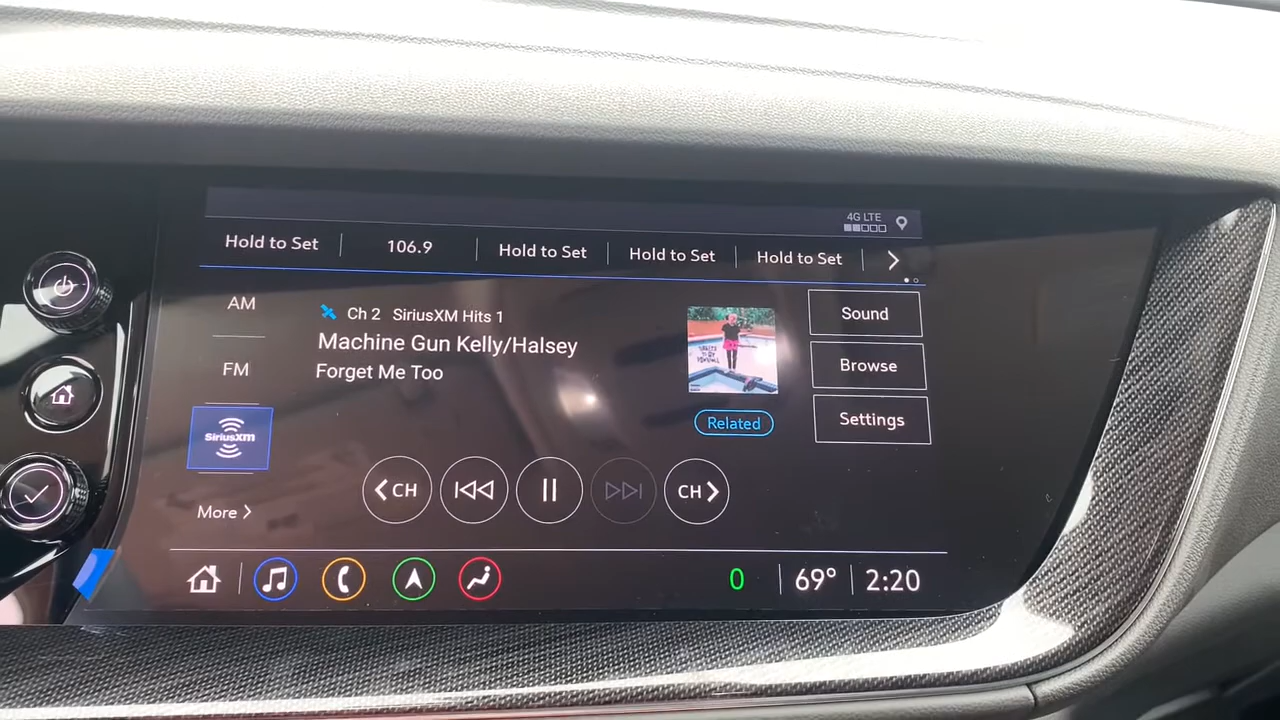 4G LTE
Hold to Set
106.9
Hold to Set
Hold to Set
Hold to Set
AM
FM
SiriusXM
More
Ch 2 SiriusXM Hits 1
Machine Gun Kelly/Halsey
Forget Me Too
Related
Sound
Browse
Settings
CH
CH
0
69°
2:20